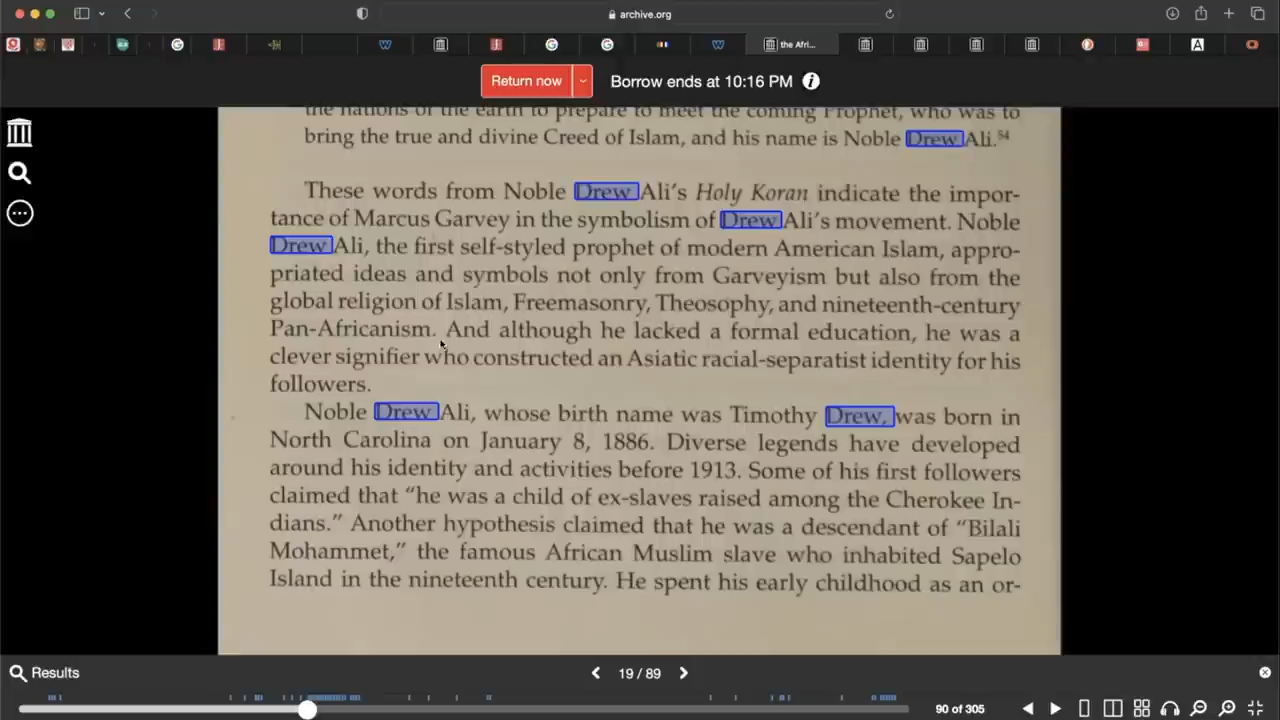 archive.org
the Afri...
Return now
Borrow ends at 10:16 PM
the nations of the earth to prepare to meet the coming Prophet, who was to
bring the true and divine Creed of Islam, and his name is Noble Drew Ali.⁵⁴
These words from Noble Drew Ali's Holy Koran indicate the impor-
tance of Marcus Garvey in the symbolism of Drew Ali's movement. Noble
Drew Ali, the first self-styled prophet of modern American Islam, appro-
priated ideas and symbols not only from Garveyism but also from the
global religion of Islam, Freemasonry, Theosophy, and nineteenth-century
Pan-Africanism. And although he lacked a formal education, he was a
clever signifier who constructed an Asiatic racial-separatist identity for his
followers.
Noble Drew Ali, whose birth name was Timothy Drew, was born in
North Carolina on January 8, 1886. Diverse legends have developed
around his identity and activities before 1913. Some of his first followers
claimed that "he was a child of ex-slaves raised among the Cherokee In-
dians." Another hypothesis claimed that he was a descendant of "Bilali
Mohammet," the famous African Muslim slave who inhabited Sapelo
Island in the nineteenth century. He spent his early childhood as an or-
Results
19 / 89
90 of 305